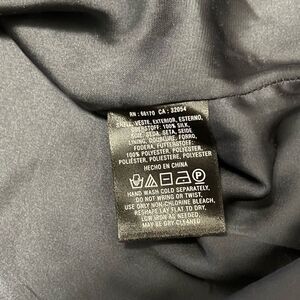 RN : 66170 CA : 32054
SHELL, VESTE, EXTERIOR, ESTERNO,
OBERSTOFF: 100% SILK,
SOIE, SEDA, SETA, SEIDE
LINING, DOUBLURE, FORRO,
FODERA, FUTTERSTOFF:
100% POLYESTER, POLYESTER,
POLIÉSTER, POLIESTERE, POLYESTER
HECHO EN CHINA
HAND WASH COLD SEPARATELY,
DO NOT WRING OR TWIST,
USE ONLY NON-CHLORINE BLEACH,
RESHAPE LAY FLAT TO DRY,
LOW IRON AS NEEDED
MAY BE DRY CLEANED